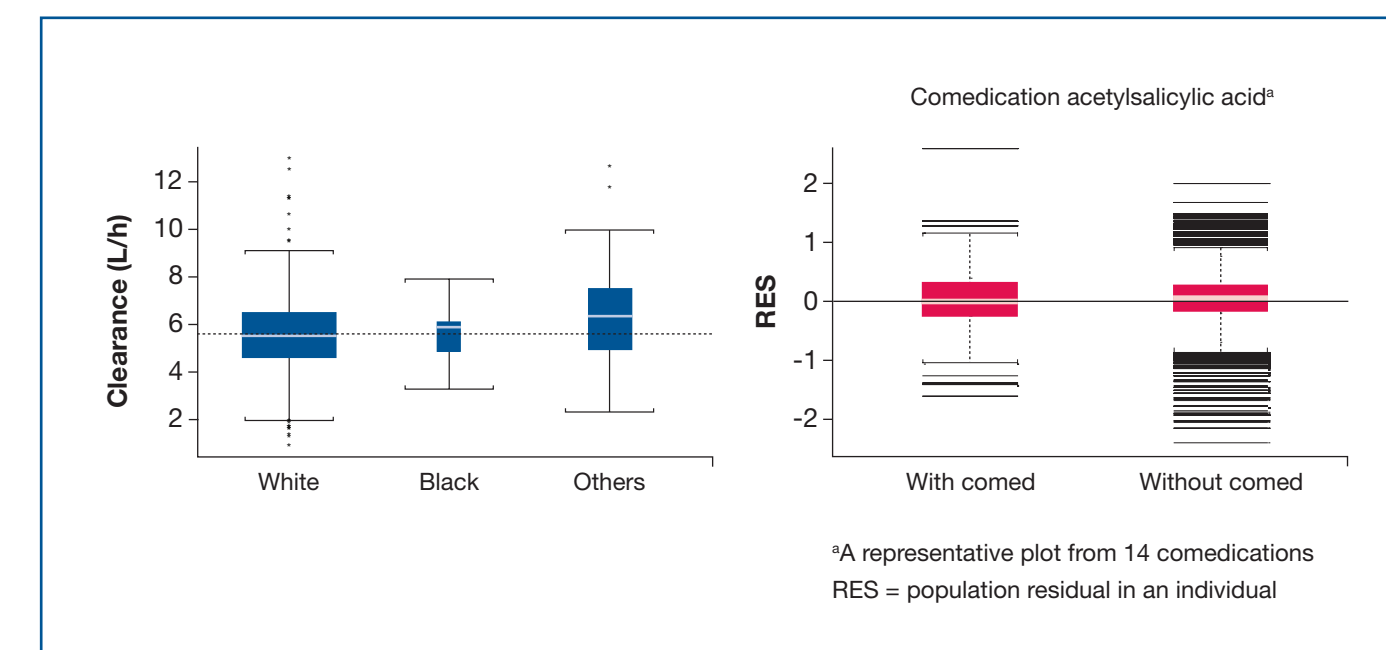 Comedication acetylsalicylic acidᵃ
Clearance (L/h)
12
10
8
6
4
2
White
Black
Others
RES
2
1
0
-1
-2
With comed
Without comed
ᵃA representative plot from 14 comedications
RES = population residual in an individual